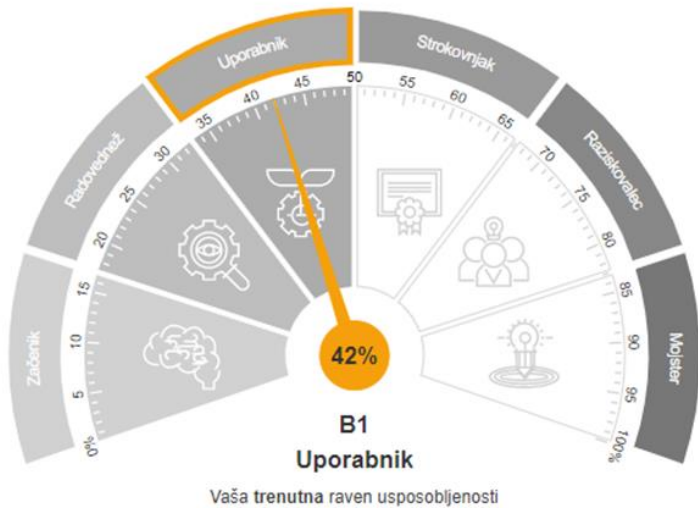 Začenik
Radovednež
Uporabnik
Strokovnjak
Raziskovalec
Mojster
0%
5
10
15
20
25
30
35
40
45
50
55
60
65
70
75
80
85
90
95
100%
42%
B1
Uporabnik
Vaša trenutna raven usposobljenosti